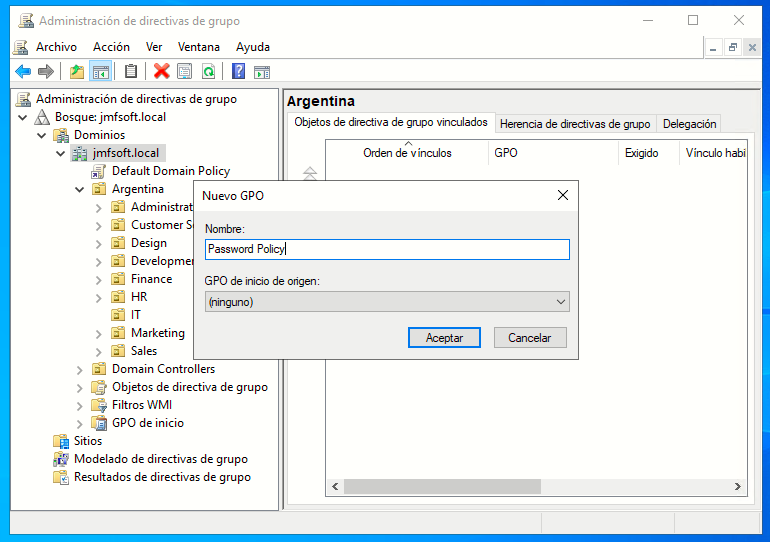 Administración de directivas de grupo
Archivo Acción Ver Ventana Ayuda
Administración de directivas de grupo
Bosque: jmfsoft.local
Dominios
jmfsoft.local
Default Domain Policy
Argentina
Administrat
Customer S
Design
Developmen
Finance
HR
IT
Marketing
Sales
Domain Controllers
Objetos de directiva de grupo
Filtros WMI
GPO de inicio
Sitios
Modelado de directivas de grupo
Resultados de directivas de grupo
Argentina
Objetos de directiva de grupo vinculados Herencia de directivas de grupo Delegación
Orden de vínculos GPO Exigido Vínculo habi
Nuevo GPO
Nombre:
Password Policy
GPO de inicio de origen:
(ninguno)
Aceptar Cancelar